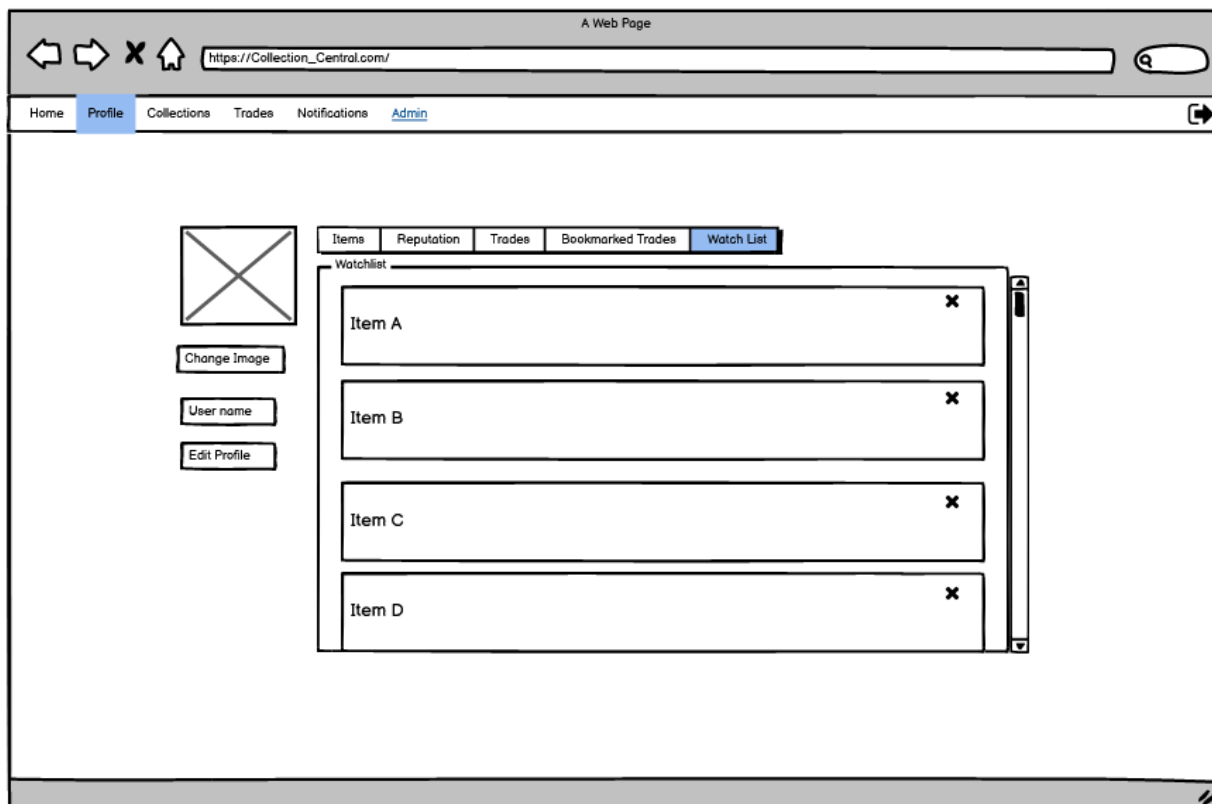 A Web Page
https://Collection_Central.com/
Home Profile Collections Trades Notifications Admin
Items Reputation Trades Bookmarked Trades Watch List
Watchlist
Item A
Change Image
User name
Item B
Edit Profile
Item C
Item D